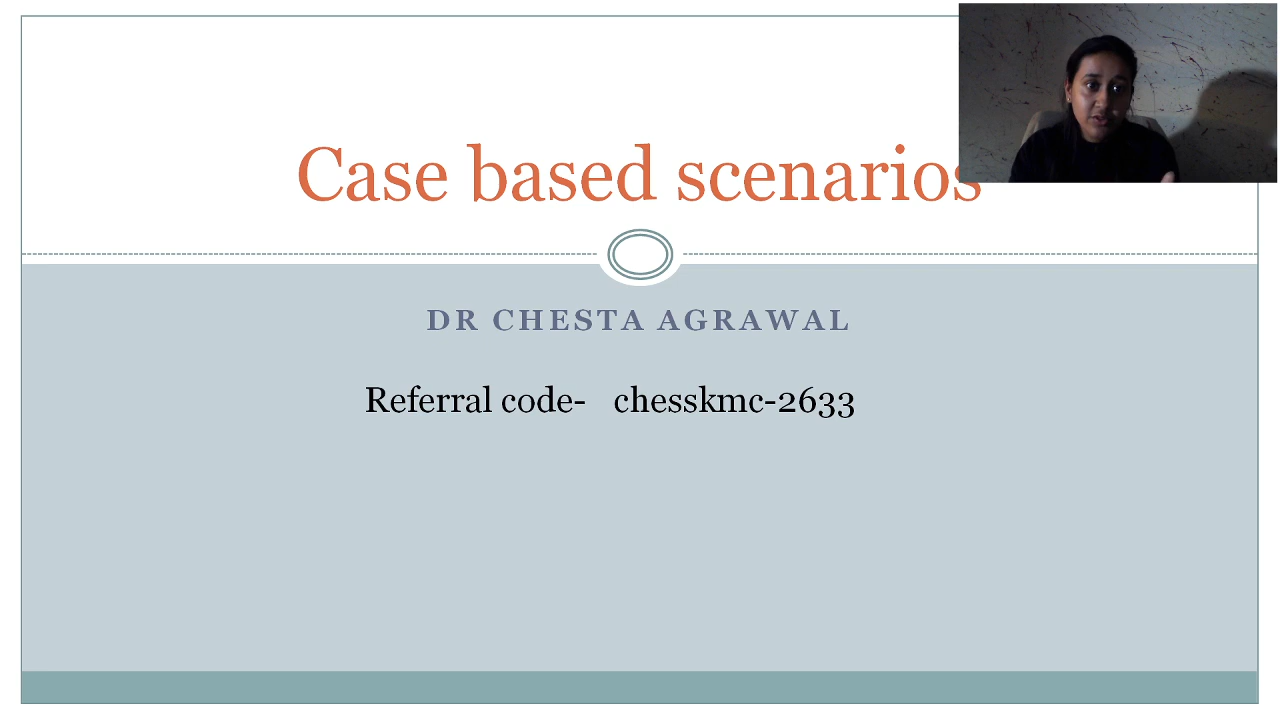 Case based scenarios
DR CHESTA AGRAWAL
Referral code- chesskmc-2633